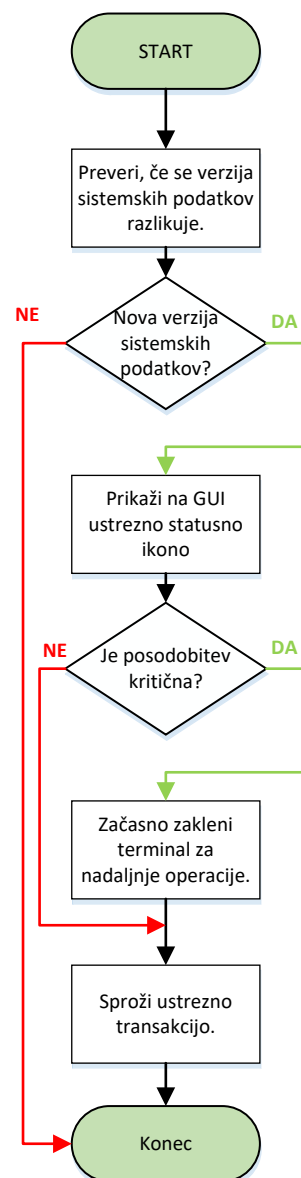 START
Preveri, če se verzija
sistemskih podatkov
razlikuje.
NE
Nova verzija
sistemskih
podatkov?
DA
Prikaži na GUI
ustrezno statusno
ikono
NE
Je posodobitev
kritična?
DA
Začasno zakleni
terminal za
nadaljnje operacije.
Sproži ustrezno
transakcijo.
Konec